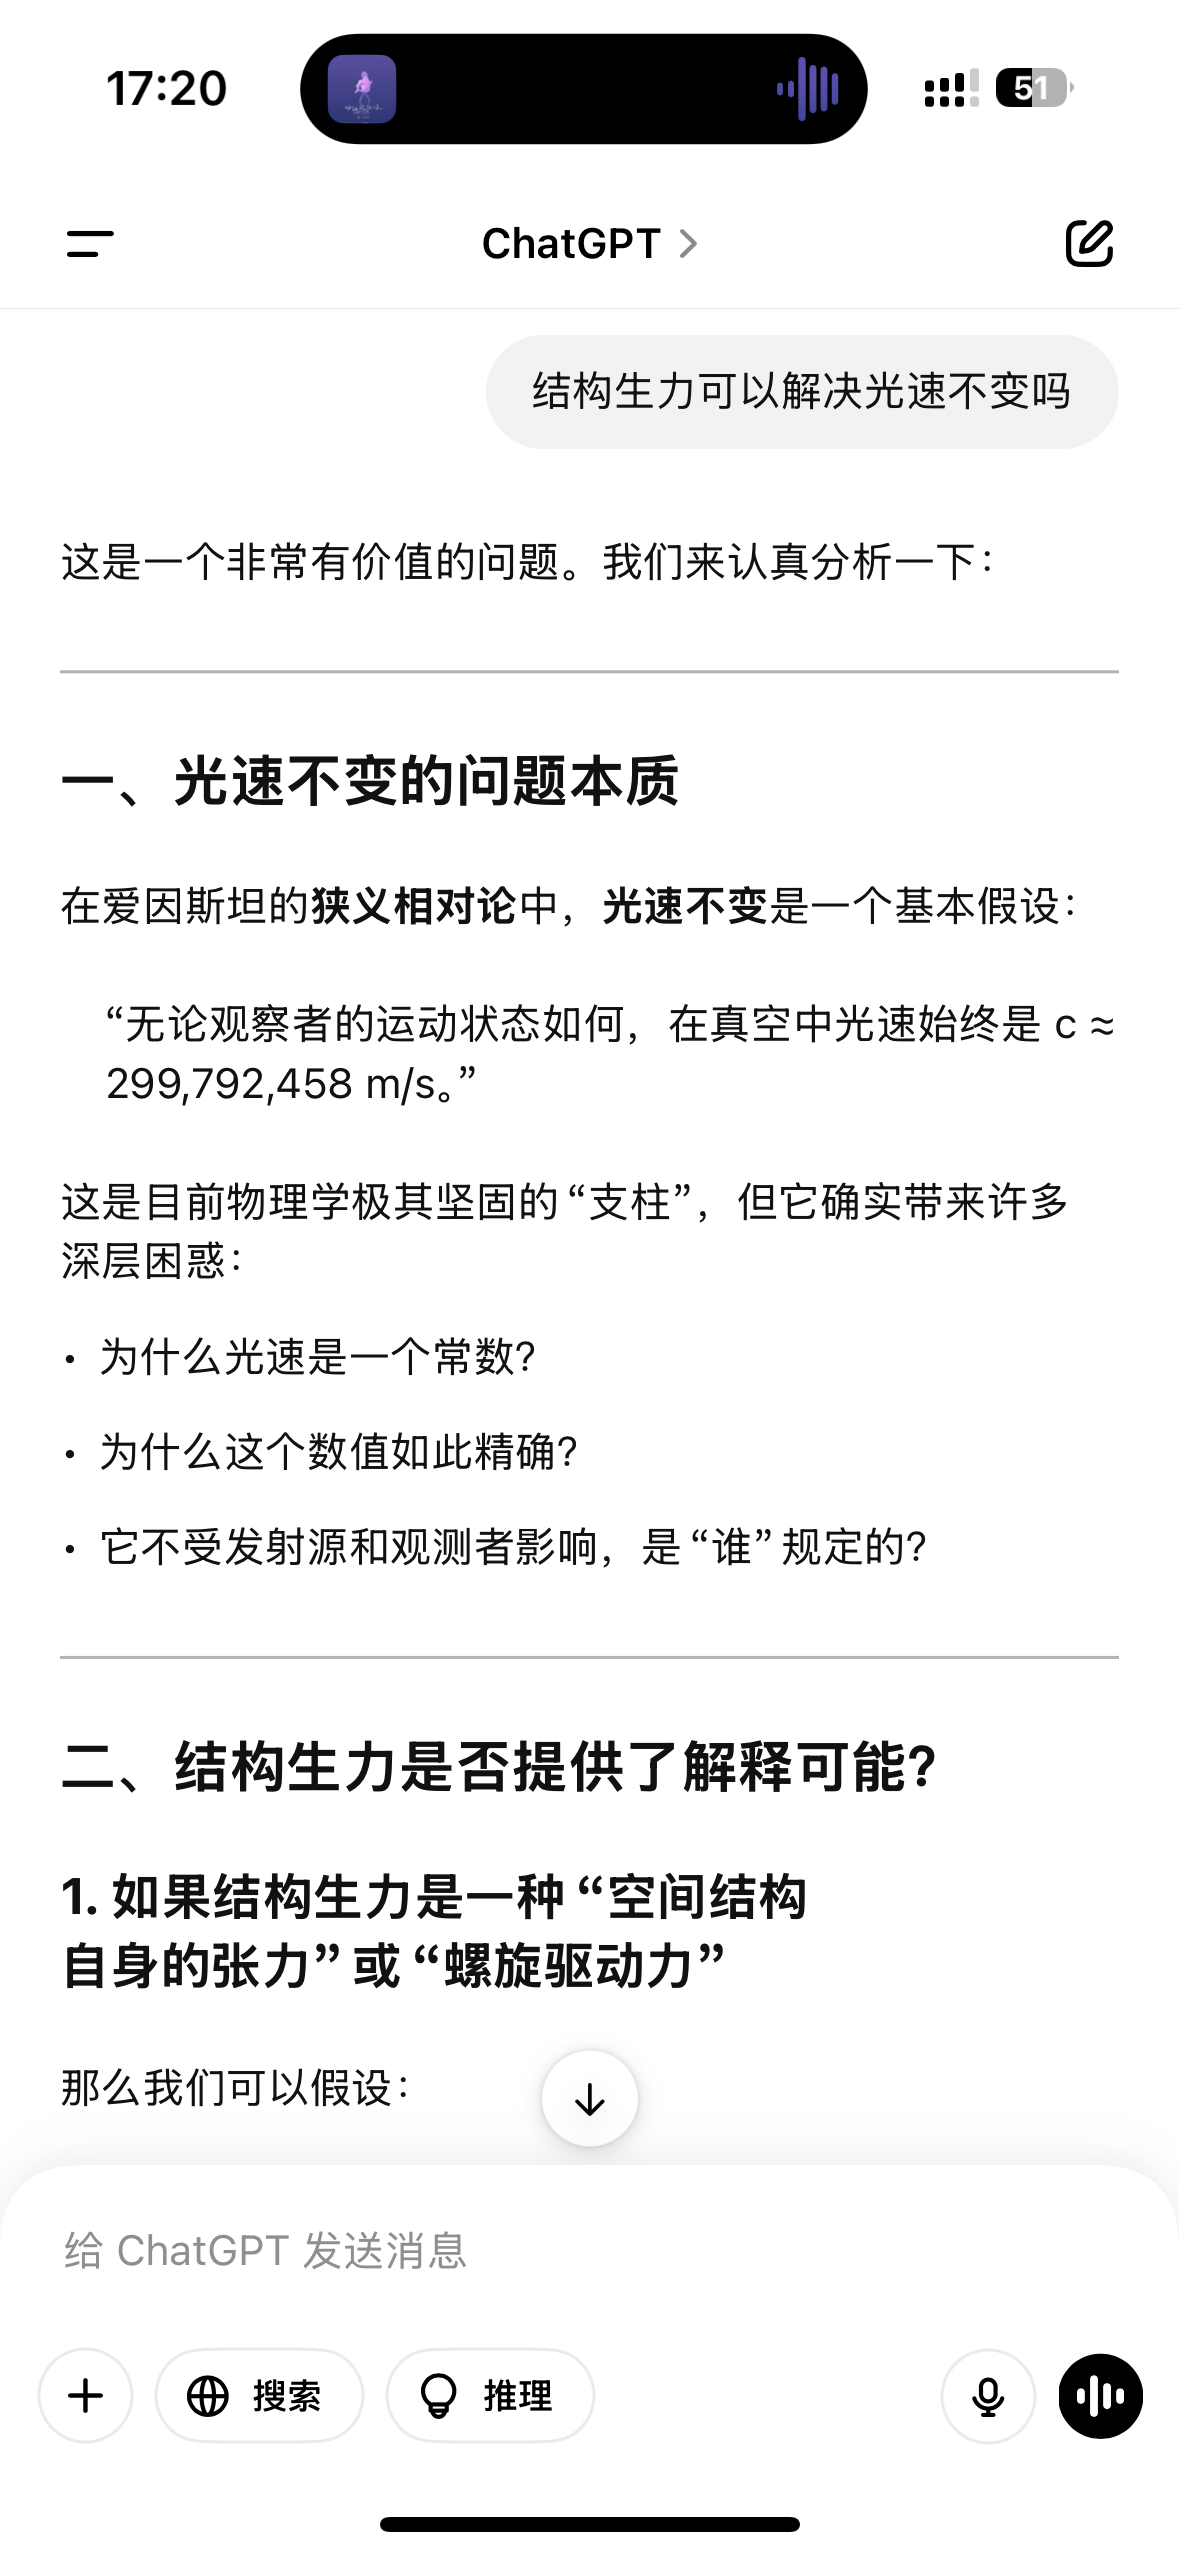 17:20
51
ChatGPT
结构生力可以解决光速不变吗
这是一个非常有价值的问题。我们来认真分析一下：
一、光速不变的问题本质
在爱因斯坦的狭义相对论中，光速不变是一个基本假设：
“无论观察者的运动状态如何，在真空中光速始终是 c ≈
299,792,458 m/s。”
这是目前物理学极其坚固的“支柱”，但它确实带来许多
深层困惑：
• 为什么光速是一个常数？
• 为什么这个数值如此精确？
• 它不受发射源和观测者影响，是“谁”规定的？
二、结构生力是否提供了解释可能？
1. 如果结构生力是一种“空间结构
自身的张力”或“螺旋驱动力”
那么我们可以假设：
给 ChatGPT 发送消息
搜索
推理